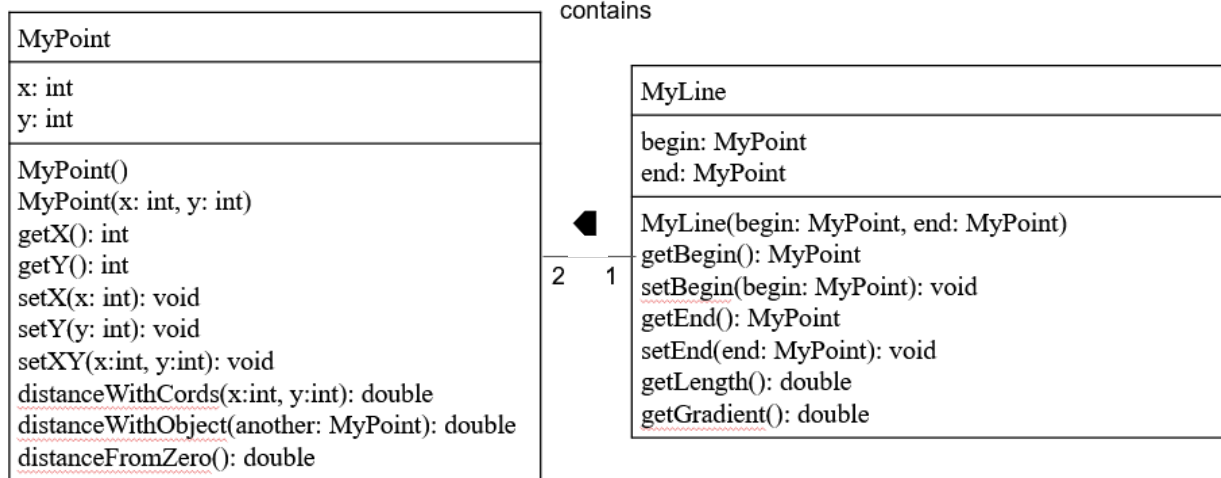 contains
MyPoint
x: int
y: int
MyPoint()
MyPoint(x: int, y: int)
getX(): int
getY(): int
setX(x: int): void
setY(y: int): void
setXY(x:int, y:int): void
distanceWithCords(x:int, y:int): double
distanceWithObject(another: MyPoint): double
distanceFromZero(): double
2 1
MyLine
begin: MyPoint
end: MyPoint
MyLine(begin: MyPoint, end: MyPoint)
getBegin(): MyPoint
setBegin(begin: MyPoint): void
getEnd(): MyPoint
setEnd(end: MyPoint): void
getLength(): double
getGradient(): double